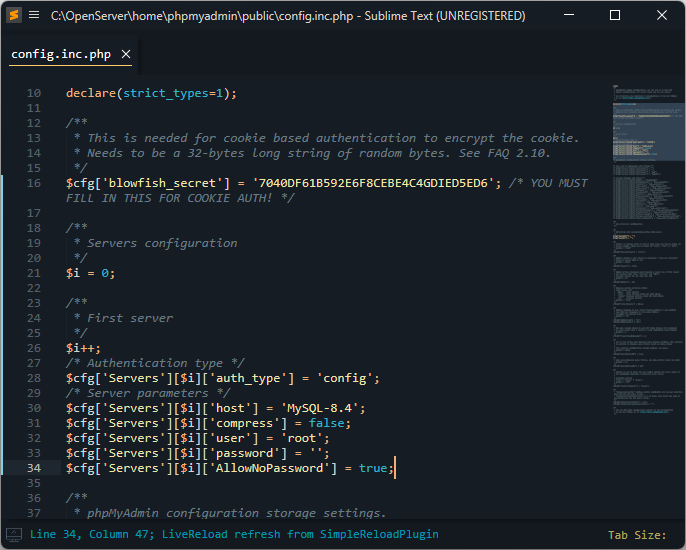 C:\OpenServer\home\phpmyadmin\public\config.inc.php - Sublime Text (UNREGISTERED)
config.inc.php
10 declare(strict_types=1);
11
12 /**
13 * This is needed for cookie based authentication to encrypt the cookie.
14 * Needs to be a 32-bytes long string of random bytes. See FAQ 2.10.
15 */
16 $cfg['blowfish_secret'] = '7040DF61B592E6F8CEBE4C4GDIED5ED6'; /* YOU MUST
FILL IN THIS FOR COOKIE AUTH! */
17
18 /**
19 * Servers configuration
20 */
21 $i = 0;
22
23 /**
24 * First server
25 */
26 $i++;
27 /* Authentication type */
28 $cfg['Servers'][$i]['auth_type'] = 'config';
29 /* Server parameters */
30 $cfg['Servers'][$i]['host'] = 'MySQL-8.4';
31 $cfg['Servers'][$i]['compress'] = false;
32 $cfg['Servers'][$i]['user'] = 'root';
33 $cfg['Servers'][$i]['password'] = '';
34 $cfg['Servers'][$i]['AllowNoPassword'] = true;
35
36 /**
37 * phpMyAdmin configuration storage settings.
Line 34, Column 47; LiveReload refresh from SimpleReloadPlugin
Tab Size: